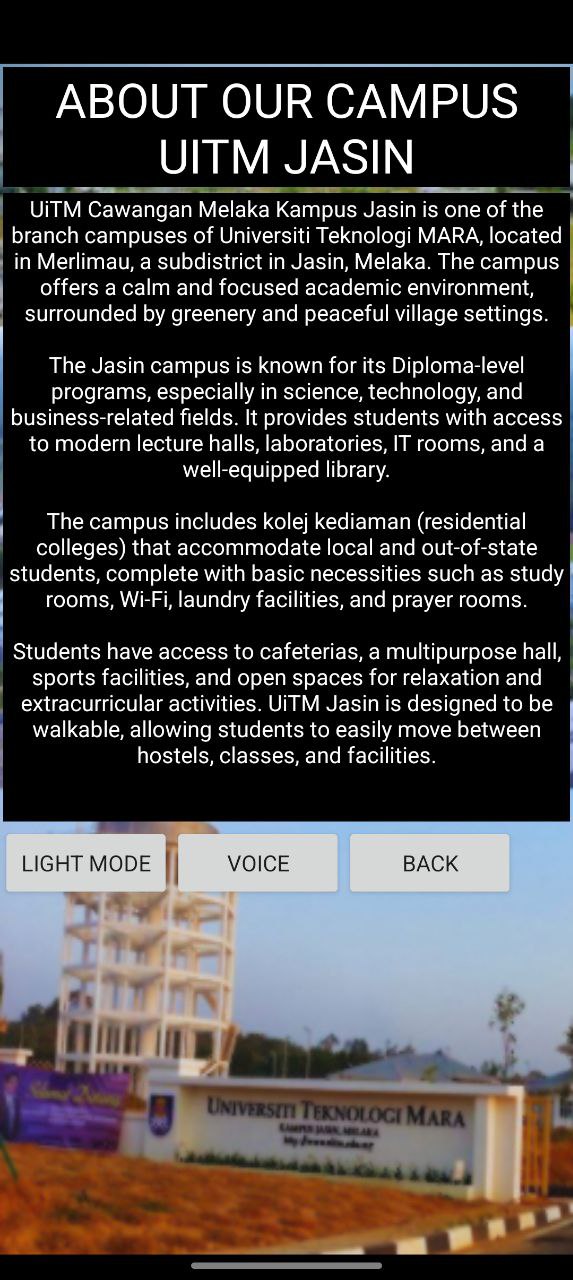 ABOUT OUR CAMPUS
UITM JASIN
UiTM Cawangan Melaka Kampus Jasin is one of the
branch campuses of Universiti Teknologi MARA, located
in Merlimau, a subdistrict in Jasin, Melaka. The campus
offers a calm and focused academic environment,
surrounded by greenery and peaceful village settings.
The Jasin campus is known for its Diploma-level
programs, especially in science, technology, and
business-related fields. It provides students with access
to modern lecture halls, laboratories, IT rooms, and a
well-equipped library.
The campus includes kolej kediaman (residential
colleges) that accommodate local and out-of-state
students, complete with basic necessities such as study
rooms, Wi-Fi, laundry facilities, and prayer rooms.
Students have access to cafeterias, a multipurpose hall,
sports facilities, and open spaces for relaxation and
extracurricular activities. UiTM Jasin is designed to be
walkable, allowing students to easily move between
hostels, classes, and facilities.
LIGHT MODE
VOICE
BACK
Selamat Datang
UNIVERSITI TEKNOLOGI MARA
KAMPUS JASIN, MELAKA